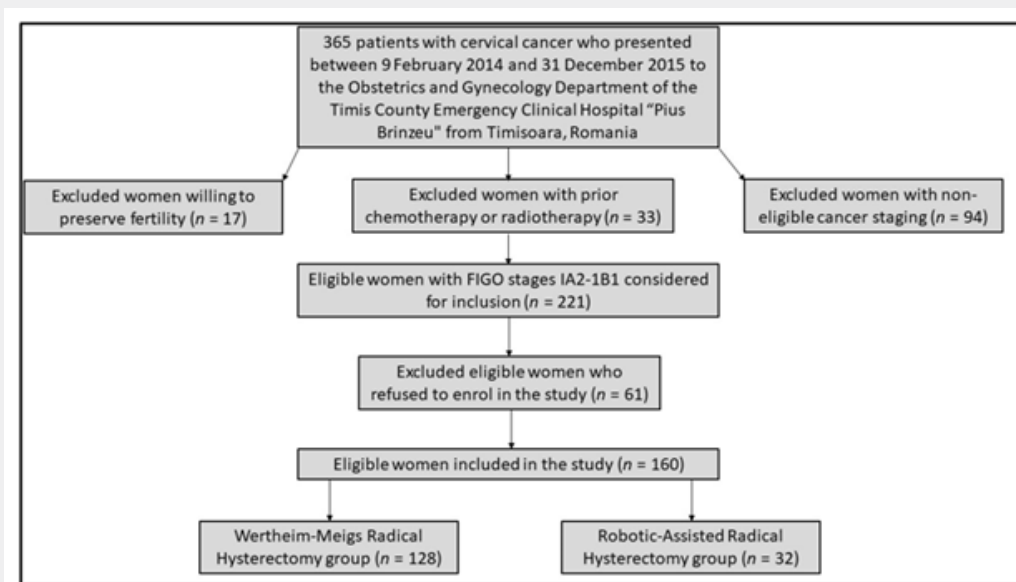 365 patients with cervical cancer who presented
between 9 February 2014 and 31 December 2015 to
the Obstetrics and Gynecology Department of the
Timis County Emergency Clinical Hospital “Pius
Brinzeu" from Timisoara, Romania
Excluded women willing to
preserve fertility (n = 17)
Excluded women with prior
chemotherapy or radiotherapy (n = 33)
Excluded women with non-
eligible cancer staging (n = 94)
Eligible women with FIGO stages IA2-1B1 considered
for inclusion (n = 221)
Excluded eligible women who
refused to enrol in the study (n = 61)
Eligible women included in the study (n = 160)
Wertheim-Meigs Radical
Hysterectomy group (n = 128)
Robotic-Assisted Radical
Hysterectomy group (n = 32)